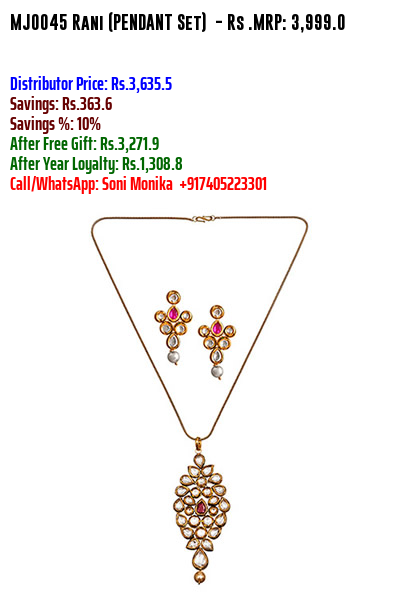 MJ0045 Rani (PENDANT Set) - Rs .MRP: 3,999.0
Distributor Price: Rs.3,635.5
Savings: Rs.363.6
Savings %: 10%
After Free Gift: Rs.3,271.9
After Year Loyalty: Rs.1,308.8
Call/WhatsApp: Soni Monika +917405223301